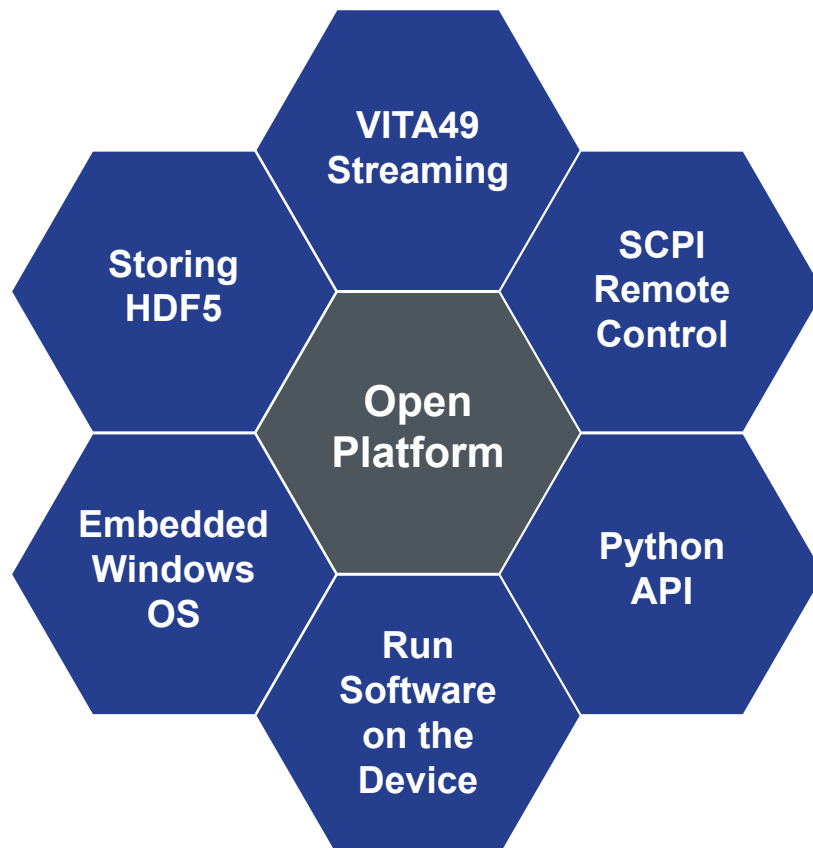 VITA49
Streaming
SCPI
Remote
Control
Storing
HDF5
Open
Platform
Embedded
Windows
OS
Python
API
Run
Software
on the
Device